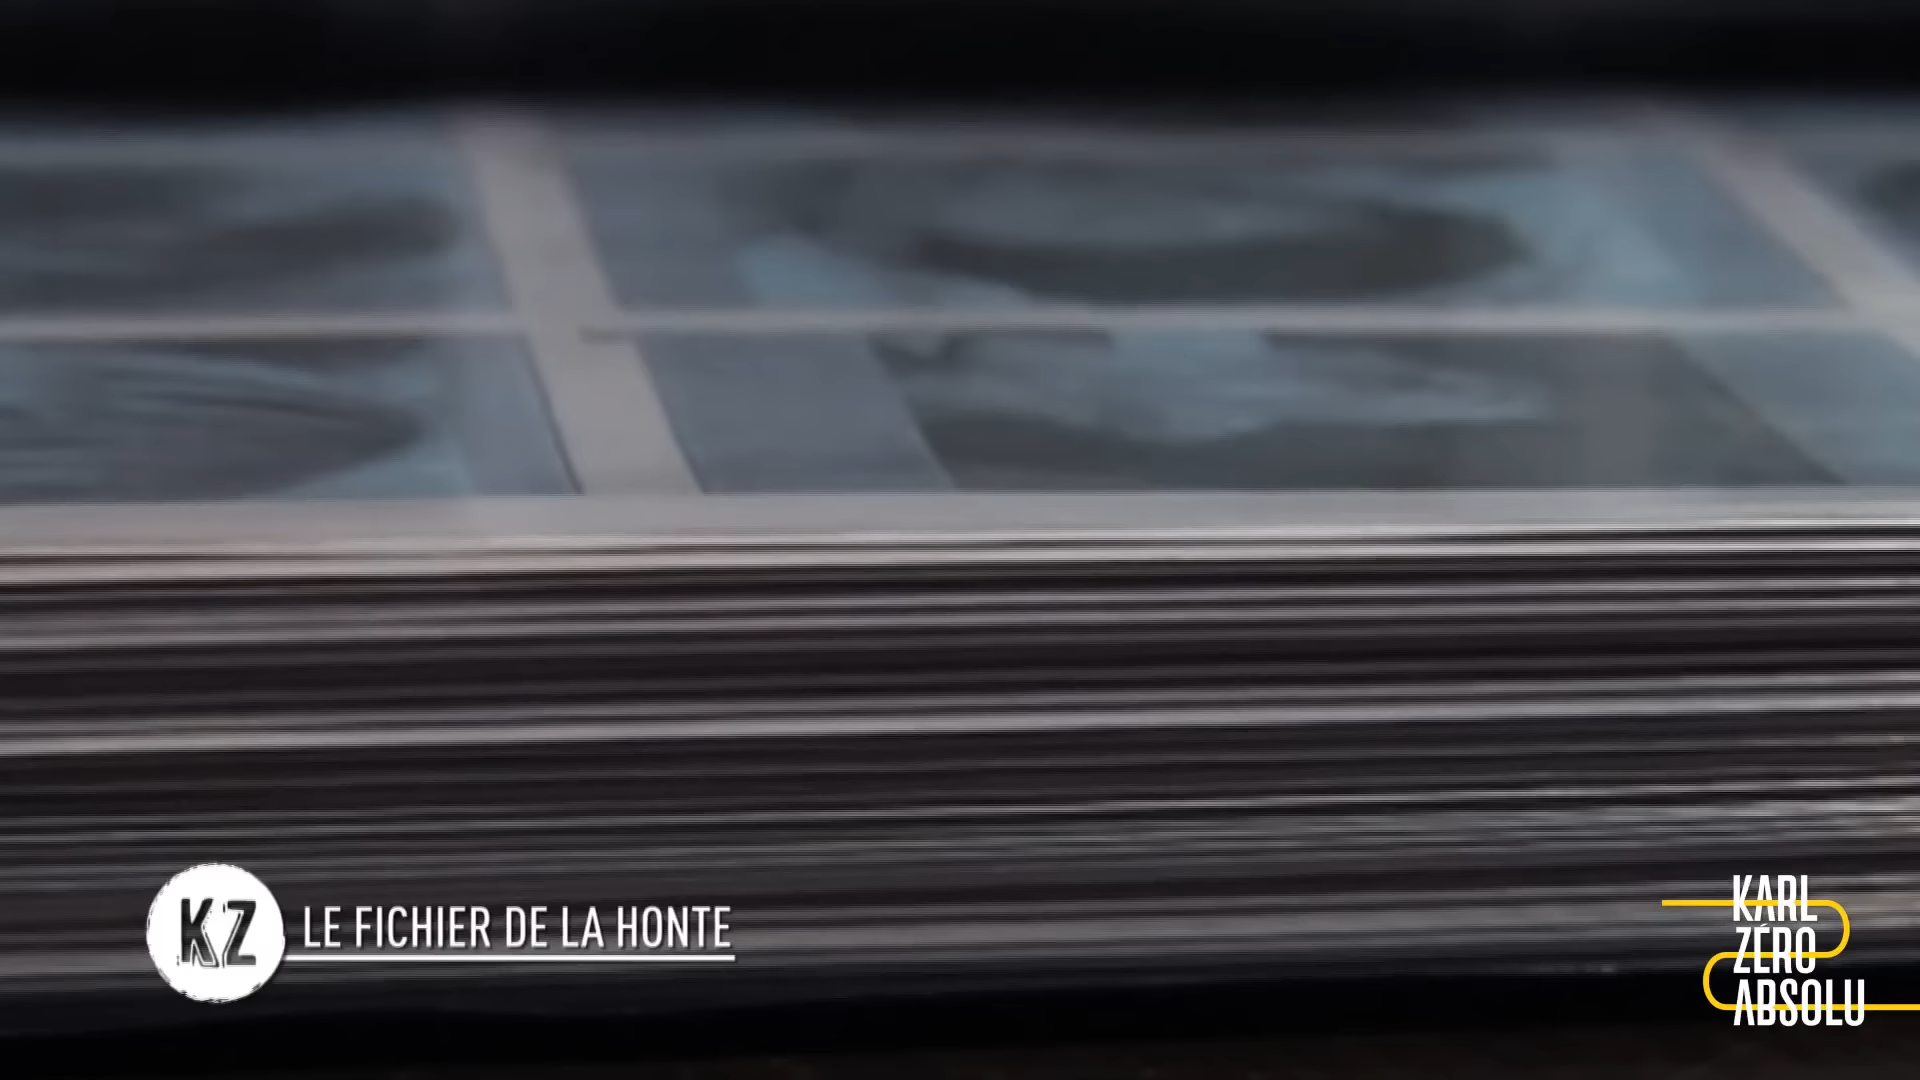 KZ
LE FICHIER DE LA HONTE
KARL
ZÉRO
ABSOLU